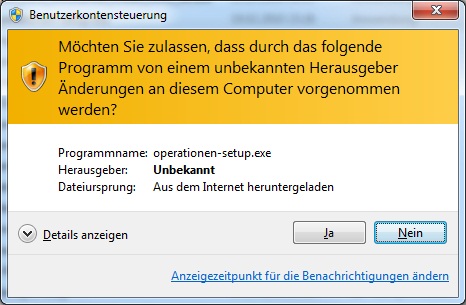 Benutzerkontensteuerung
Möchten Sie zulassen, dass durch das folgende
Programm von einem unbekannten Herausgeber
Änderungen an diesem Computer vorgenommen
werden?
Programmname: operationen-setup.exe
Herausgeber: Unbekannt
Dateiursprung: Aus dem Internet heruntergeladen
Details anzeigen
Ja
Nein
Anzeigezeitpunkt für die Benachrichtigungen ändern